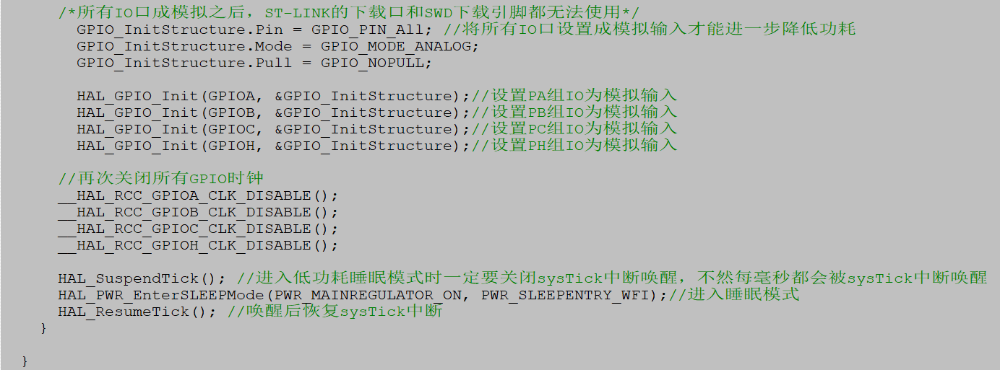 /*所有IO口成模拟之后，ST-LINK的下载口和SWD下载引脚都无法使用*/
GPIO_InitStructure.Pin = GPIO_PIN_All; //将所有IO口设置成模拟输入才能进一步降低功耗
GPIO_InitStructure.Mode = GPIO_MODE_ANALOG;
GPIO_InitStructure.Pull = GPIO_NOPULL;
HAL_GPIO_Init(GPIOA, &GPIO_InitStructure);//设置PA组IO为模拟输入
HAL_GPIO_Init(GPIOB, &GPIO_InitStructure);//设置PB组IO为模拟输入
HAL_GPIO_Init(GPIOC, &GPIO_InitStructure);//设置PC组IO为模拟输入
HAL_GPIO_Init(GPIOH, &GPIO_InitStructure);//设置PH组IO为模拟输入
//再次关闭所有GPIO时钟
__HAL_RCC_GPIOA_CLK_DISABLE();
__HAL_RCC_GPIOB_CLK_DISABLE();
__HAL_RCC_GPIOC_CLK_DISABLE();
__HAL_RCC_GPIOH_CLK_DISABLE();
HAL_SuspendTick(); //进入低功耗睡眠模式时一定要关闭sysTick中断唤醒，不然每毫秒都会被sysTick中断唤醒
HAL_PWR_EnterSLEEPMode(PWR_MAINREGULATOR_ON, PWR_SLEEPENTRY_WFI);//进入睡眠模式
HAL_ResumeTick(); //唤醒后恢复sysTick中断
}
}